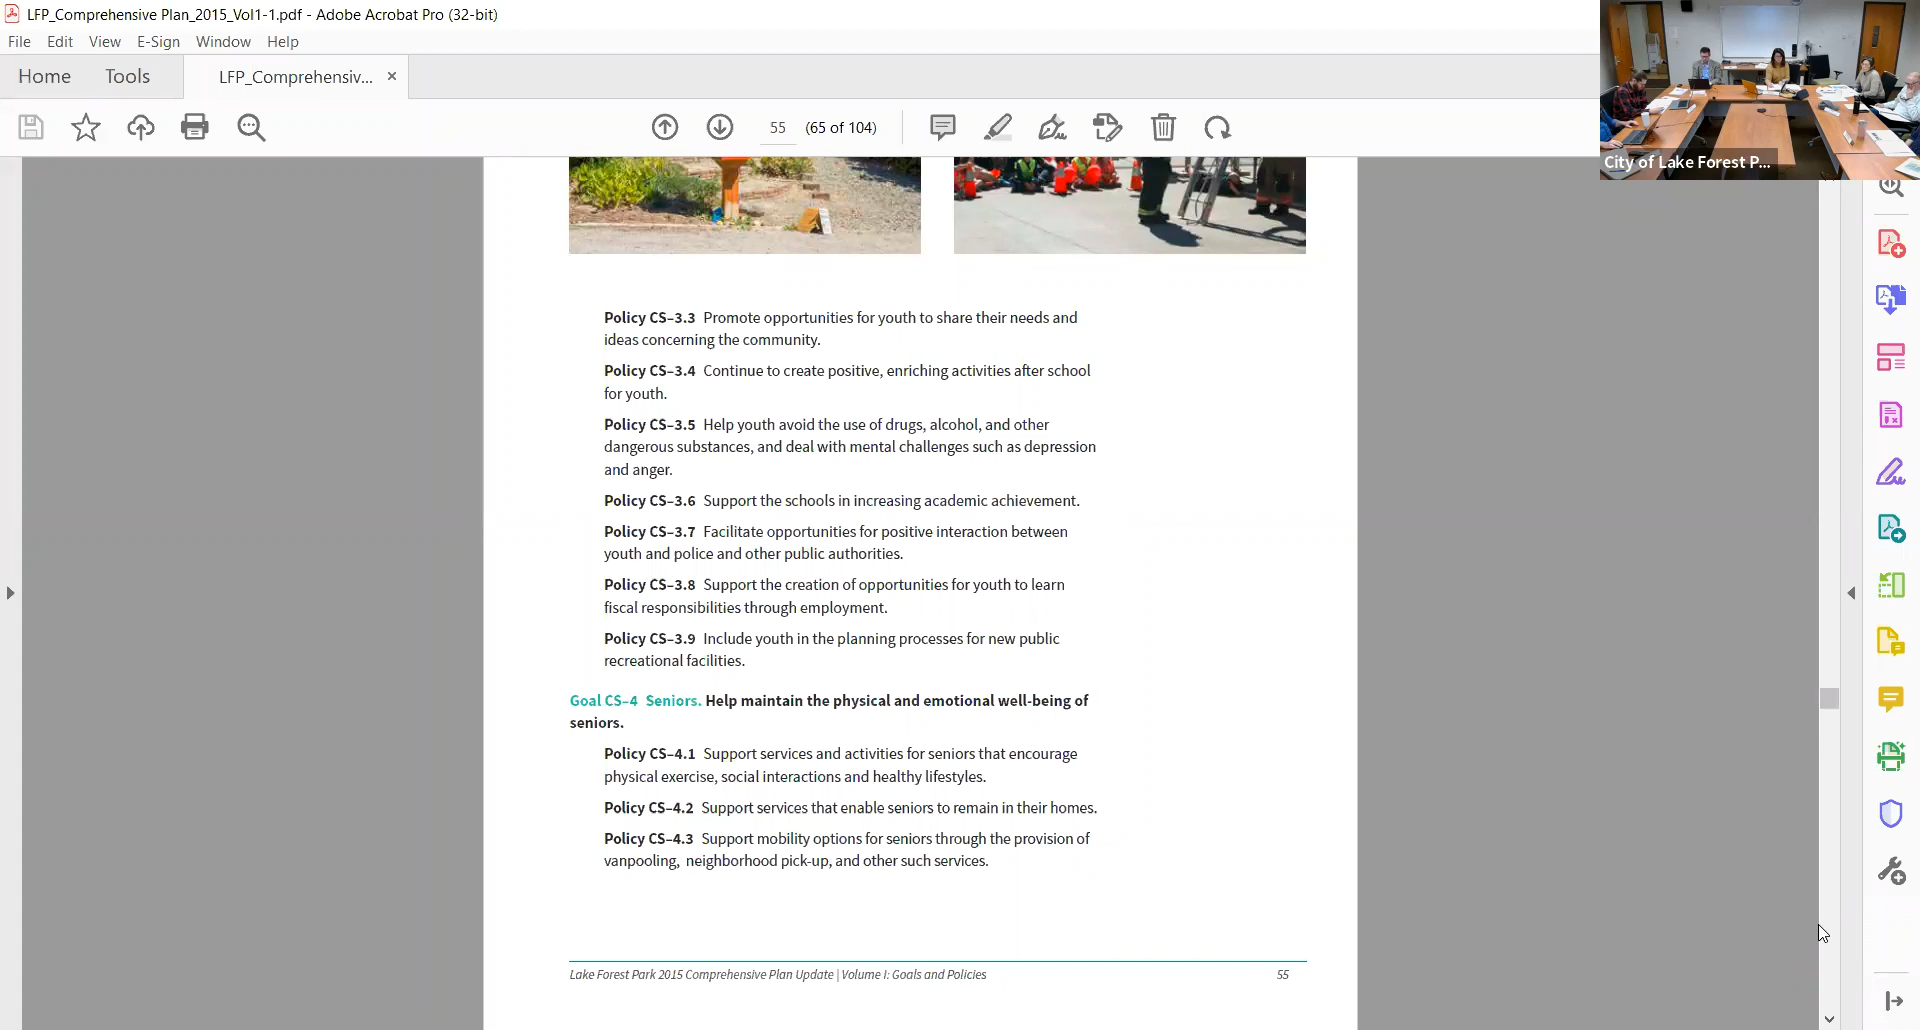 LFP_Comprehensive Plan_2015_Vol1-1.pdf - Adobe Acrobat Pro (32-bit)
File Edit View E-Sign Window Help
Home Tools LFP_Comprehensiv... ×
55 (65 of 104)
City of Lake Forest P...
Policy CS–3.3 Promote opportunities for youth to share their needs and
ideas concerning the community.
Policy CS–3.4 Continue to create positive, enriching activities after school
for youth.
Policy CS–3.5 Help youth avoid the use of drugs, alcohol, and other
dangerous substances, and deal with mental challenges such as depression
and anger.
Policy CS–3.6 Support the schools in increasing academic achievement.
Policy CS–3.7 Facilitate opportunities for positive interaction between
youth and police and other public authorities.
Policy CS–3.8 Support the creation of opportunities for youth to learn
fiscal responsibilities through employment.
Policy CS–3.9 Include youth in the planning processes for new public
recreational facilities.
Goal CS–4 Seniors. Help maintain the physical and emotional well-being of
seniors.
Policy CS–4.1 Support services and activities for seniors that encourage
physical exercise, social interactions and healthy lifestyles.
Policy CS–4.2 Support services that enable seniors to remain in their homes.
Policy CS–4.3 Support mobility options for seniors through the provision of
vanpooling, neighborhood pick-up, and other such services.
Lake Forest Park 2015 Comprehensive Plan Update | Volume I: Goals and Policies 55